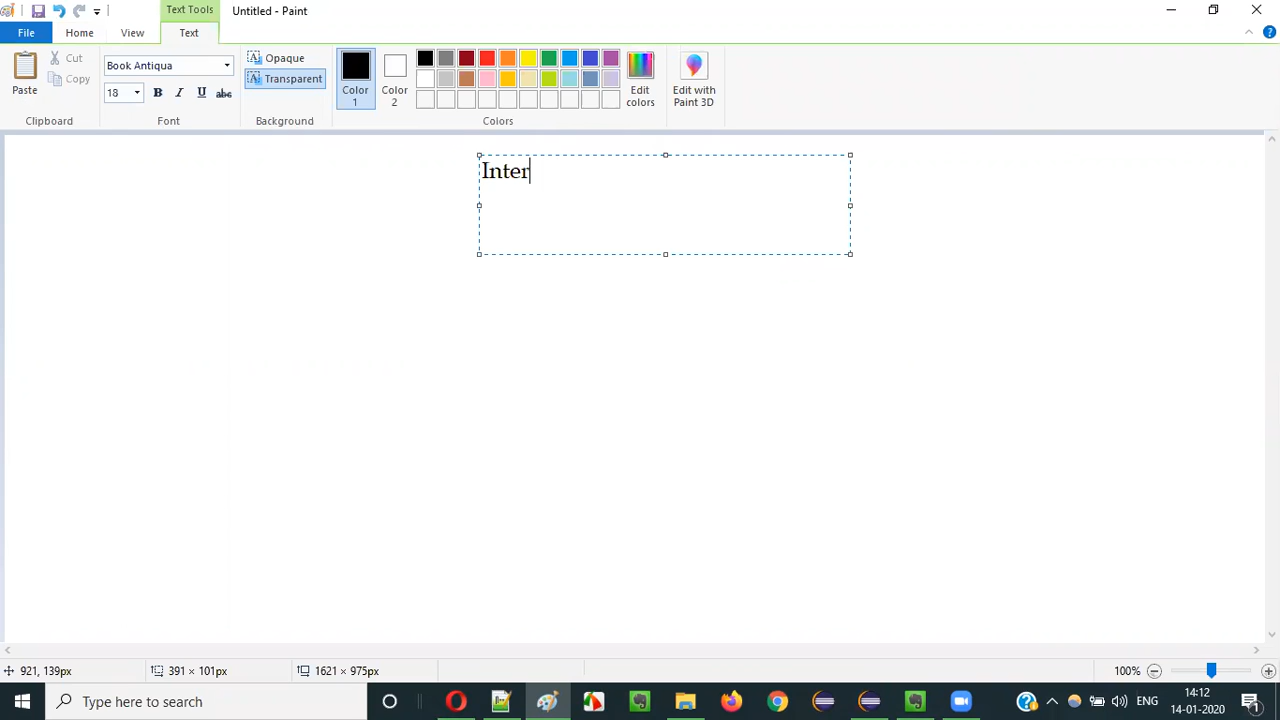 Text Tools
Untitled - Paint
File
Home
View
Text
Paste
Cut
Copy
Clipboard
Book Antiqua
18
B I U abc
Font
Opaque
Transparent
Background
Color 1
Color 2
Edit colors
Colors
Edit with Paint 3D
Inter
921, 139px
391 × 101px
1621 × 975px
100%
Type here to search
ENG
14:12
14-01-2020
1